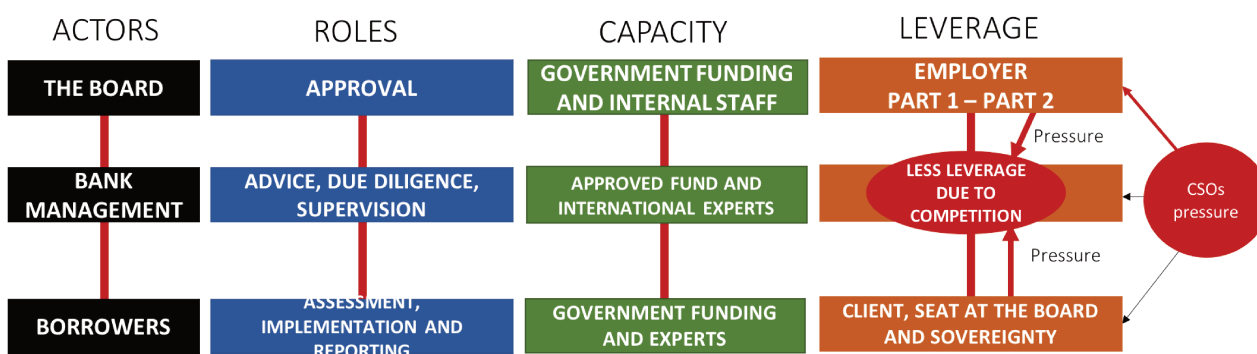 ACTORS
ROLES
CAPACITY
LEVERAGE
THE BOARD
APPROVAL
GOVERNMENT FUNDING
AND INTERNAL STAFF
EMPLOYER
PART 1 – PART 2
Pressure
BANK
MANAGEMENT
ADVICE, DUE DILIGENCE,
SUPERVISION
APPROVED FUND AND
INTERNATIONAL EXPERTS
LESS LEVERAGE
DUE TO
COMPETITION
CSOs
pressure
Pressure
BORROWERS
ASSESSMENT,
IMPLEMENTATION AND
REPORTING
GOVERNMENT FUNDING
AND EXPERTS
CLIENT, SEAT AT THE BOARD
AND SOVEREIGNTY